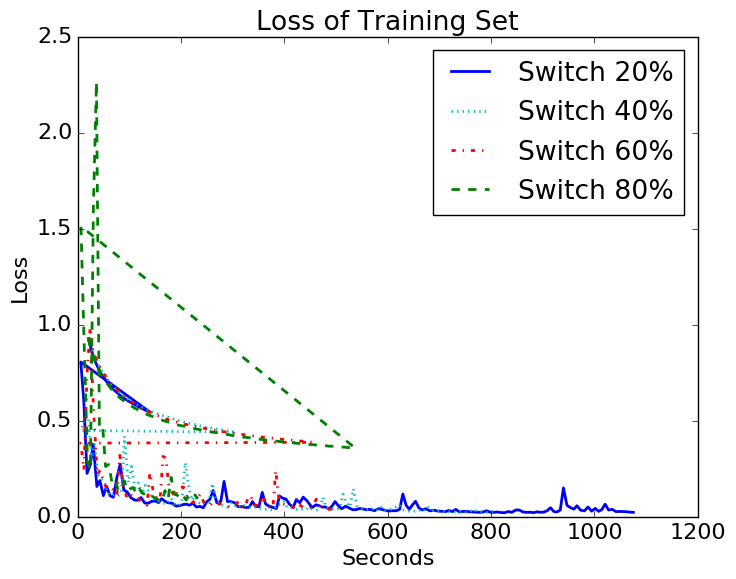 Loss of Training Set
2.5
2.0
1.5
1.0
0.5
0.0
Loss
Switch 20%
Switch 40%
Switch 60%
Switch 80%
0 200 400 600 800 1000 1200
Seconds